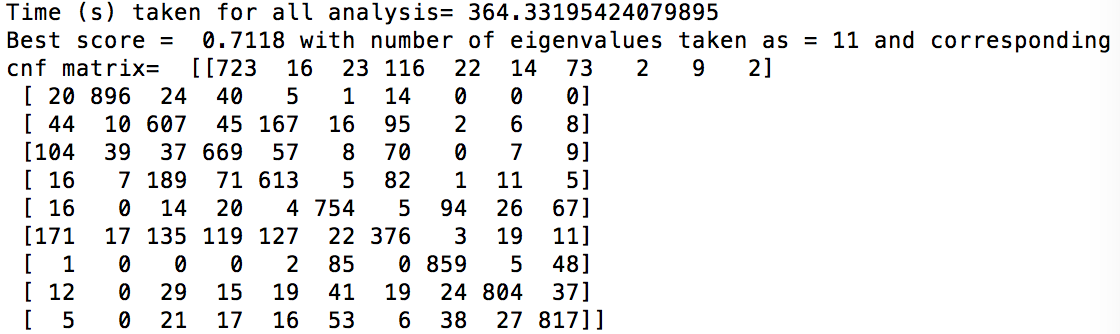 Time (s) taken for all analysis= 364.33195424079895
Best score =  0.7118 with number of eigenvalues taken as = 11 and corresponding
cnf matrix=  [[723  16  23 116  22  14  73   2   9   2]
 [ 20 896  24  40   5   1  14   0   0   0]
 [ 44  10 607  45 167  16  95   2   6   8]
 [104  39  37 669  57   8  70   0   7   9]
 [ 16   7 189  71 613   5  82   1  11   5]
 [ 16   0  14  20   4 754   5  94  26  67]
 [171  17 135 119 127  22 376   3  19  11]
 [  1   0   0   0   2  85   0 859   5  48]
 [ 12   0  29  15  19  41  19  24 804  37]
 [  5   0  21  17  16  53   6  38  27 817]]